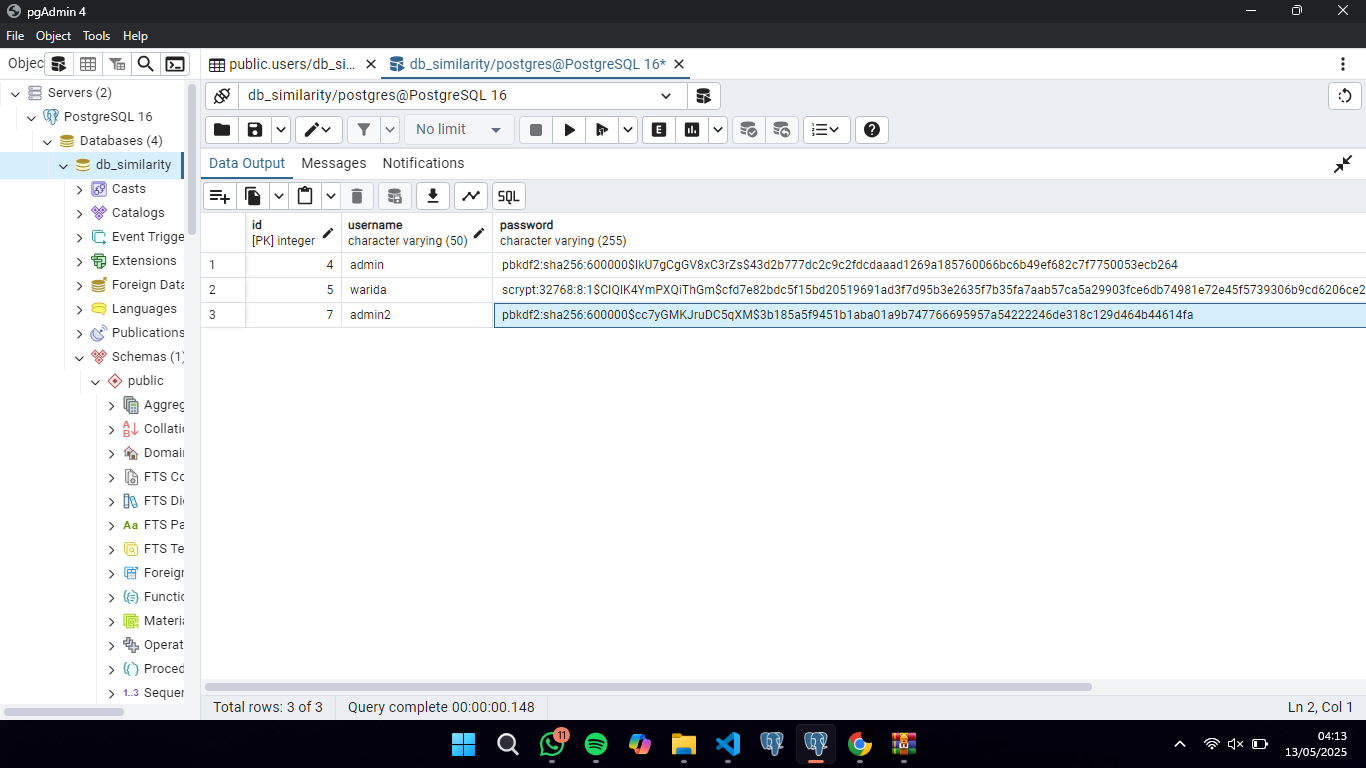 pgAdmin 4
File Object Tools Help
Objec
public.users/db_si...
db_similarity/postgres@PostgreSQL 16*
Servers (2)
PostgreSQL 16
Databases (4)
db_similarity
Casts
Catalogs
Event Trigge
Extensions
Foreign Data
Languages
Publications
Schemas (1)
public
Aggreg
Collatio
Domai
FTS Co
FTS Di
Aa FTS Pa
FTS Te
Foreign
Functio
Materia
Operat
Proced
1..3 Sequer
db_similarity/postgres@PostgreSQL 16
No limit
E
Data Output Messages Notifications
SQL
id username password
[PK] integer character varying (50) character varying (255)
1 4 admin pbkdf2:sha256:600000$IkU7gCgGV8xC3rZs$43d2b777dc2c9c2fdcdaaad1269a185760066bc6b49ef682c7f7750053ecb264
2 5 warida scrypt:32768:8:1$CIQIK4YmPXQiThGm$cfd7e82bdc5f15bd20519691ad3f7d95b3e2635f7b35fa7aab57ca5a29903fce6db74981e72e45f5739306b9cd6206ce2
3 7 admin2 pbkdf2:sha256:600000$cc7yGMKJruDC5qXM$3b185a5f9451b1aba01a9b747766695957a54222246de318c129d464b44614fa
Total rows: 3 of 3 Query complete 00:00:00.148 Ln 2, Col 1
11
04:13
13/05/2025